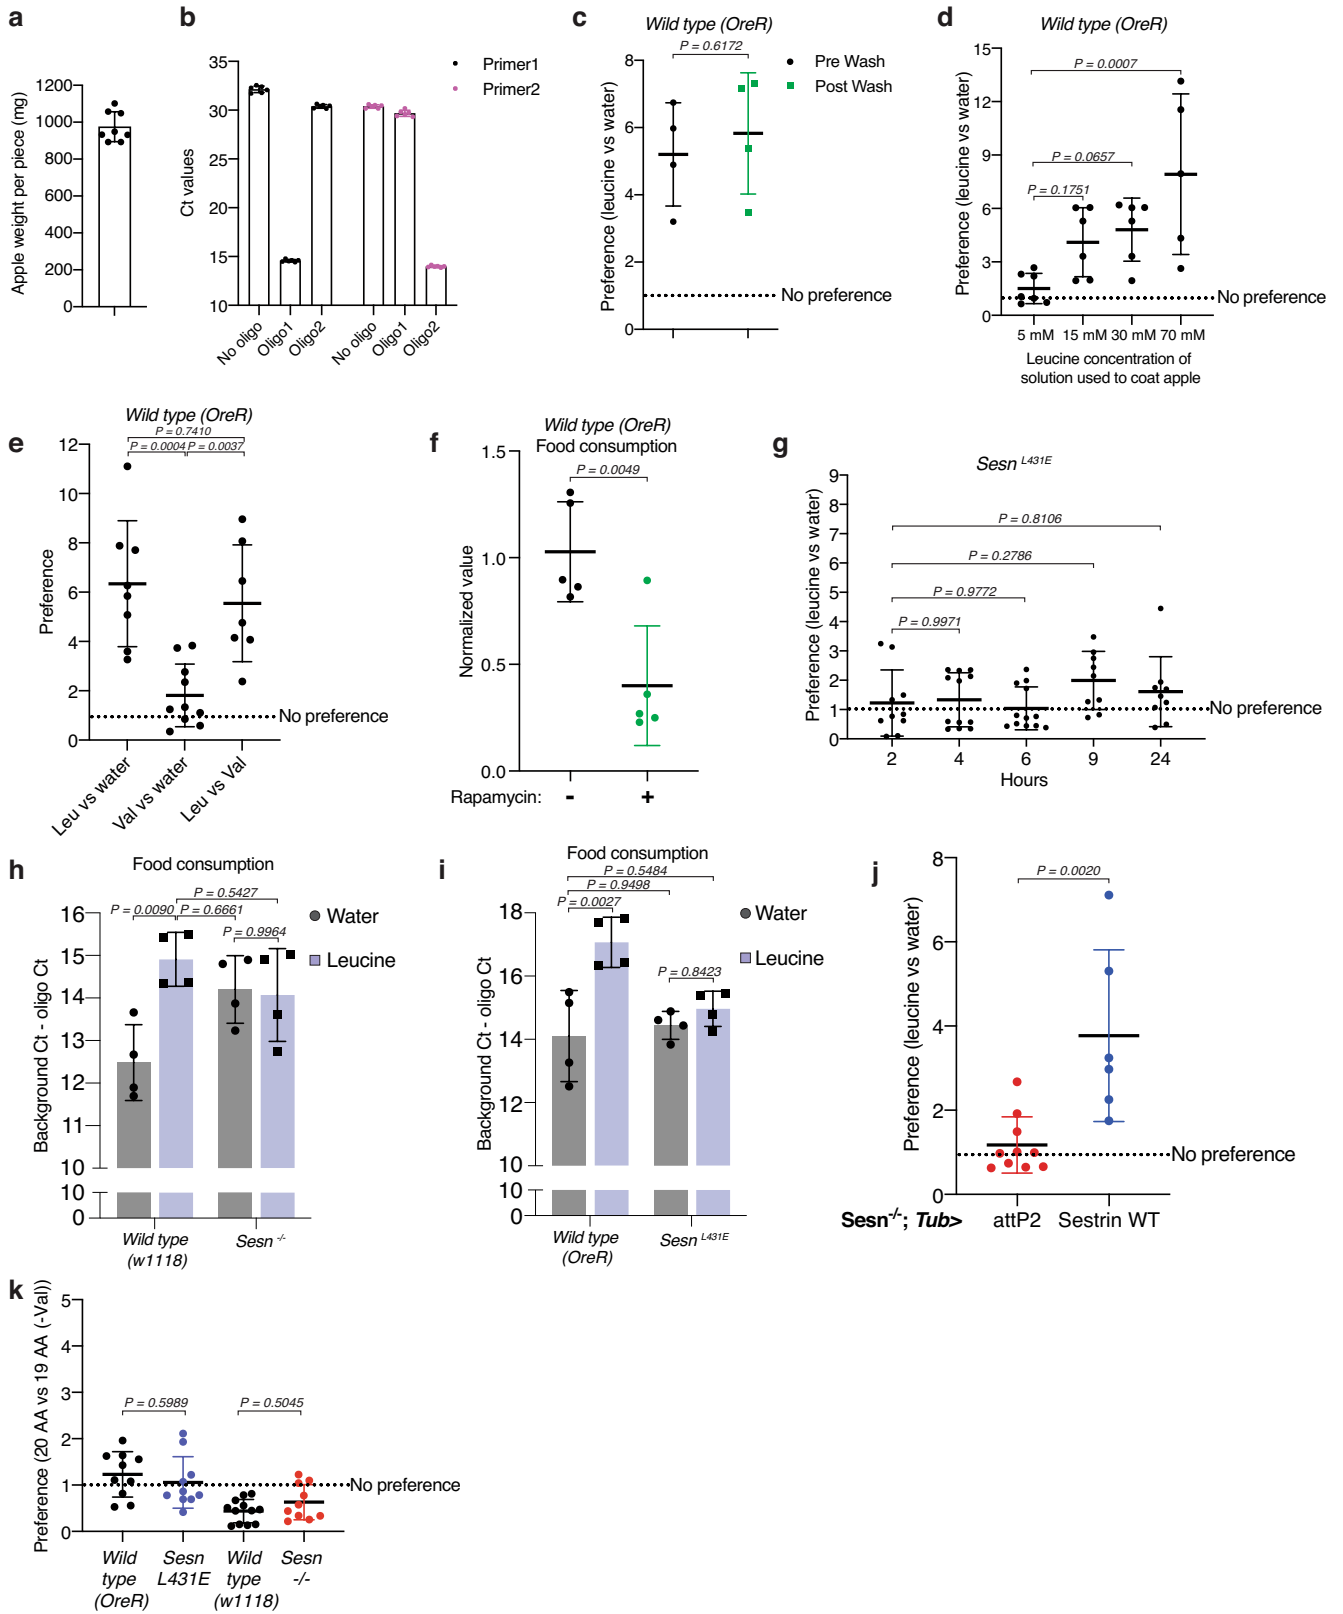 a
Apple weight per piece (mg)
1200
1000
800
600
400
200
0
b
Ct values
35
30
25
20
15
10
No oligo
Oligo1
Oligo2
No oligo
Oligo1
Oligo2
Primer1
Primer2
c
Wild type (OreR)
P = 0.6172
Preference (leucine vs water)
8
6
4
2
0
No preference
Pre Wash
Post Wash
d
Wild type (OreR)
P = 0.0007
P = 0.0657
P = 0.1751
Preference (leucine vs water)
15
12
9
6
3
0
No preference
5 mM 15 mM 30 mM 70 mM
Leucine concentration of
solution used to coat apple
e
Wild type (OreR)
P = 0.7410
P = 0.0004 P = 0.0037
Preference
12
10
8
6
4
2
0
No preference
Leu vs water
Val vs water
Leu vs Val
f
Wild type (OreR)
Food consumption
P = 0.0049
Normalized value
1.5
1.0
0.5
0.0
Rapamycin: - +
g
Sesn L431E
P = 0.8106
P = 0.2786
P = 0.9772
P = 0.9971
Preference (leucine vs water)
9
8
7
6
5
4
3
2
1
0
No preference
2 4 6 9 24
Hours
h
Food consumption
P = 0.5427
P = 0.0090 P = 0.6661
P = 0.9964
Background Ct - oligo Ct
16
15
14
13
12
11
10
10
0
Water
Leucine
Wild type
(w1118)
Sesn -/-
i
Food consumption
P = 0.5484
P = 0.9498
P = 0.0027
P = 0.8423
Background Ct - oligo Ct
18
16
14
12
10
10
0
Water
Leucine
Wild type
(OreR)
Sesn L431E
j
P = 0.0020
Preference (leucine vs water)
8
6
4
2
0
No preference
Sesn-/-; Tub> attP2 Sestrin WT
k
Preference (20 AA vs 19 AA (-Val))
5
4
3
2
1
0
P = 0.5989
P = 0.5045
No preference
Wild
type
(OreR)
Sesn
L431E
Wild
type
(w1118)
Sesn
-/-